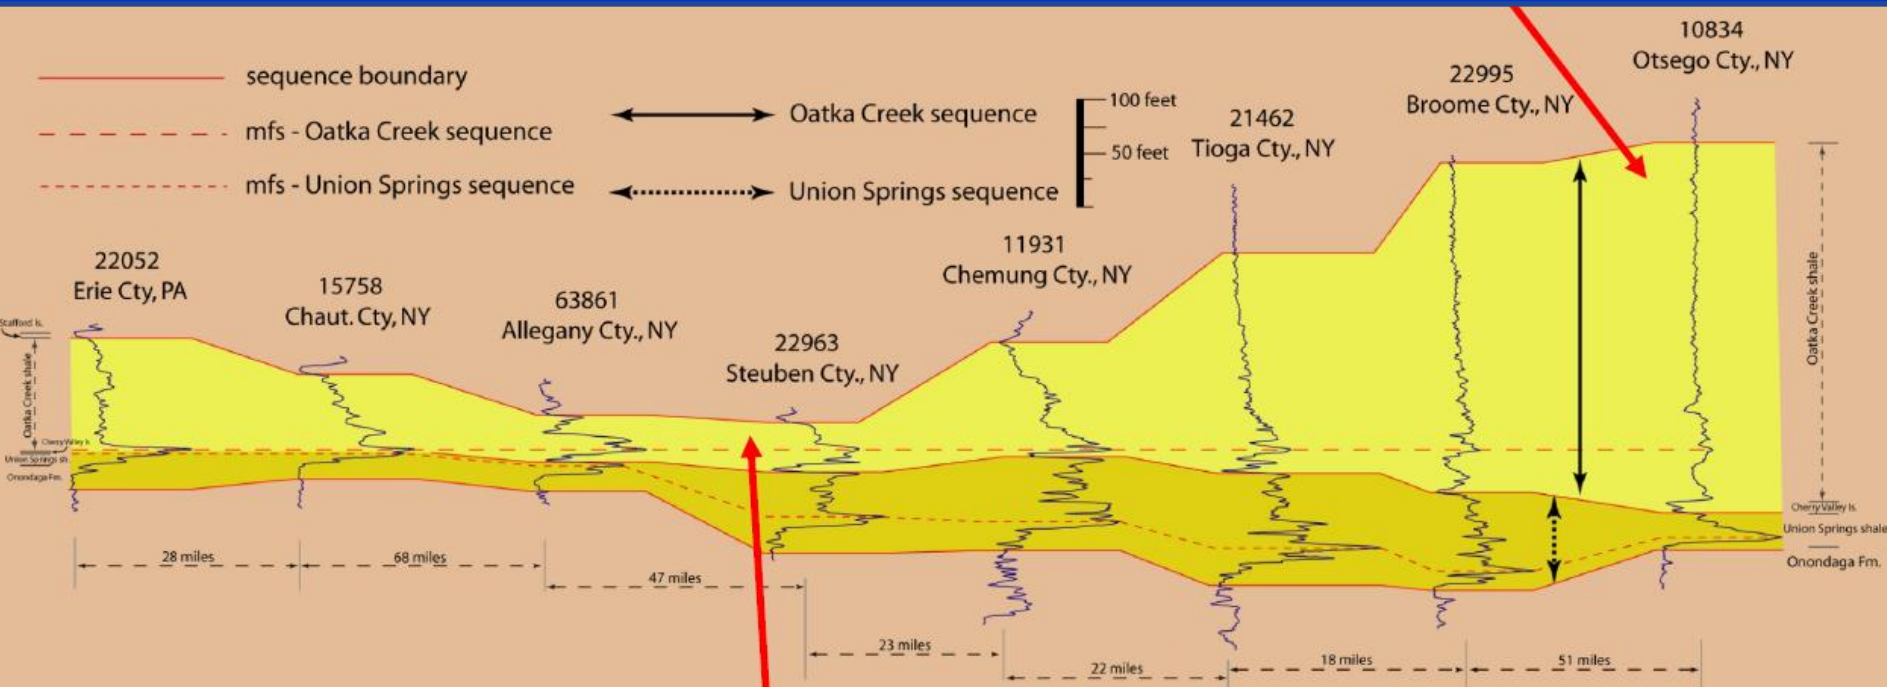 10834
Otsego Cty., NY
22995
Broome Cty., NY
sequence boundary
mfs - Oatka Creek sequence
mfs - Union Springs sequence
Oatka Creek sequence
Union Springs sequence
100 feet
50 feet
21462
Tioga Cty., NY
11931
Chemung Cty., NY
22052
Erie Cty, PA
15758
Chaut. Cty, NY
63861
Allegany Cty., NY
22963
Steuben Cty., NY
Stafford ls.
Oatka Creek shale
Cherry Valley ls.
Union Springs sh.
Onondaga Fm.
Oatka Creek shale
Cherry Valley ls.
Union Springs shale
Onondaga Fm.
28 miles
68 miles
47 miles
23 miles
22 miles
18 miles
51 miles